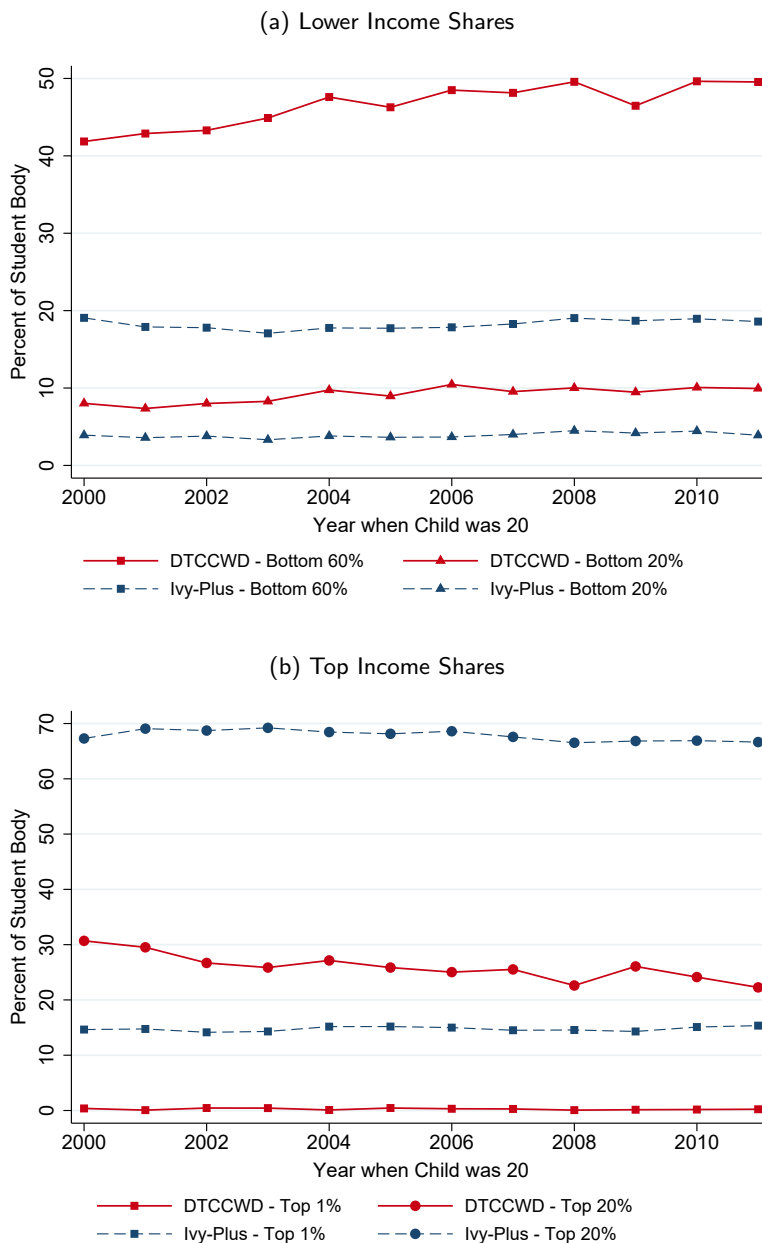 (a) Lower Income Shares
Percent of Student Body
50
40
30
20
10
0
2000 2002 2004 2006 2008 2010
Year when Child was 20
DTCCWD - Bottom 60% DTCCWD - Bottom 20%
Ivy-Plus - Bottom 60% Ivy-Plus - Bottom 20%
(b) Top Income Shares
Percent of Student Body
70
60
50
40
30
20
10
0
2000 2002 2004 2006 2008 2010
Year when Child was 20
DTCCWD - Top 1% DTCCWD - Top 20%
Ivy-Plus - Top 1% Ivy-Plus - Top 20%